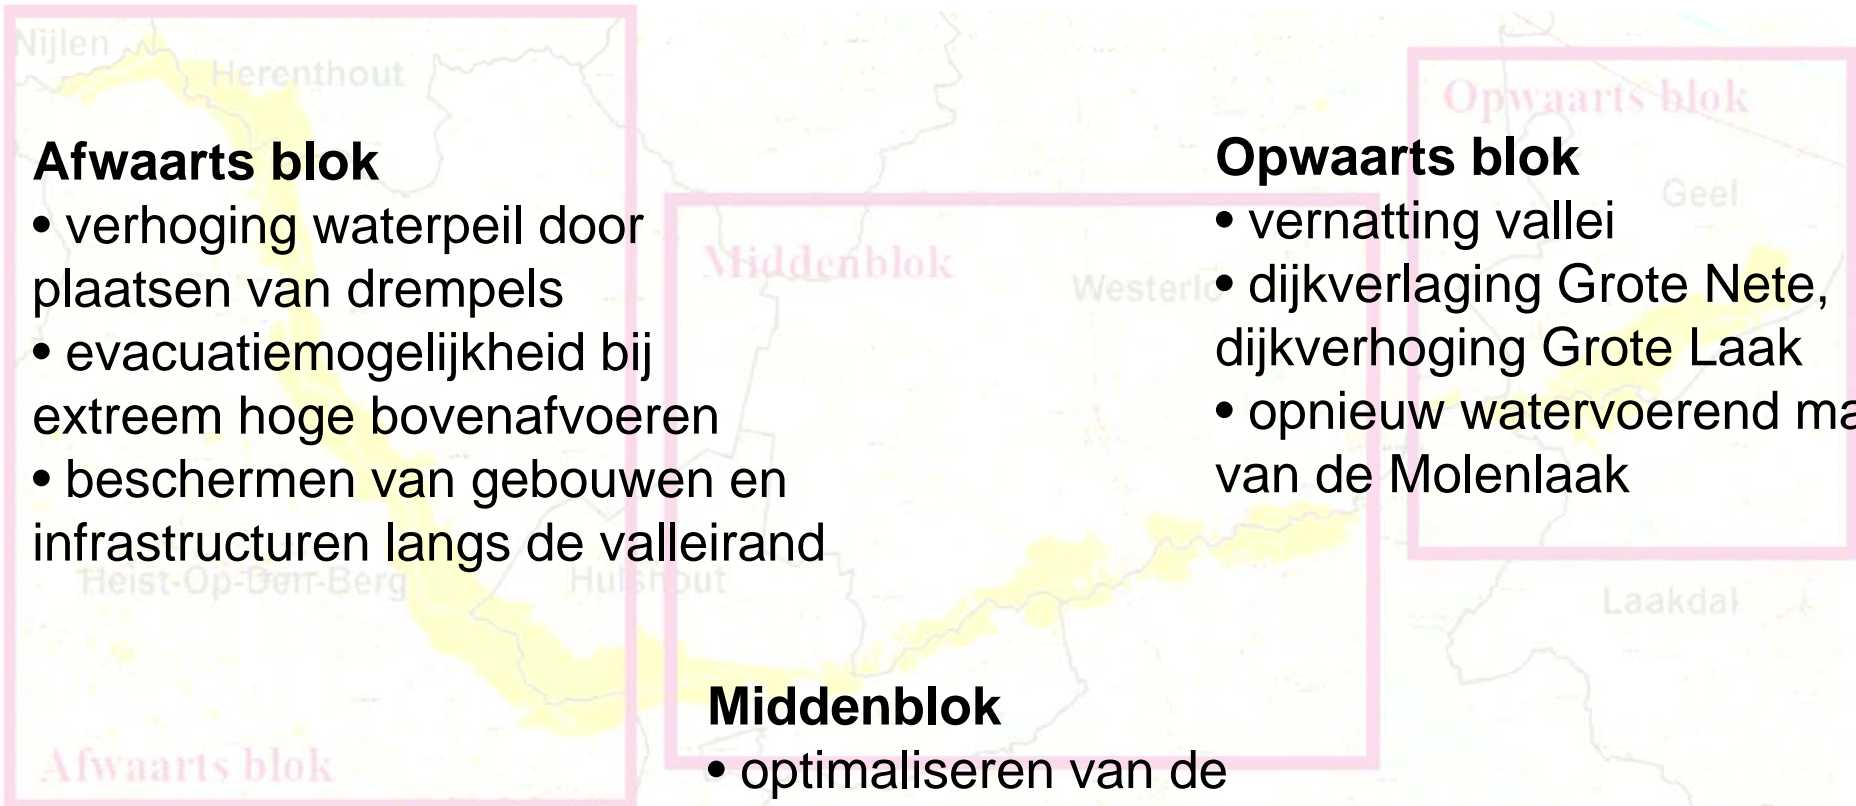 Nijlen
Herenthout
Opwaarts blok
Afwaarts blok
• verhoging waterpeil door
plaatsen van drempels
• evacuatiemogelijkheid bij
extreem hoge bovenafvoeren
• beschermen van gebouwen en
infrastructuren langs de valleirand
Opwaarts blok
• vernatting vallei
• dijkverlaging Grote Nete,
dijkverhoging Grote Laak
• opnieuw watervoerend ma
van de Molenlaak
Geel
Middenblok
Westerlo
Heist-Op-Den-Berg
Hulshout
Laakdal
Middenblok
• optimaliseren van de
Afwaarts blok